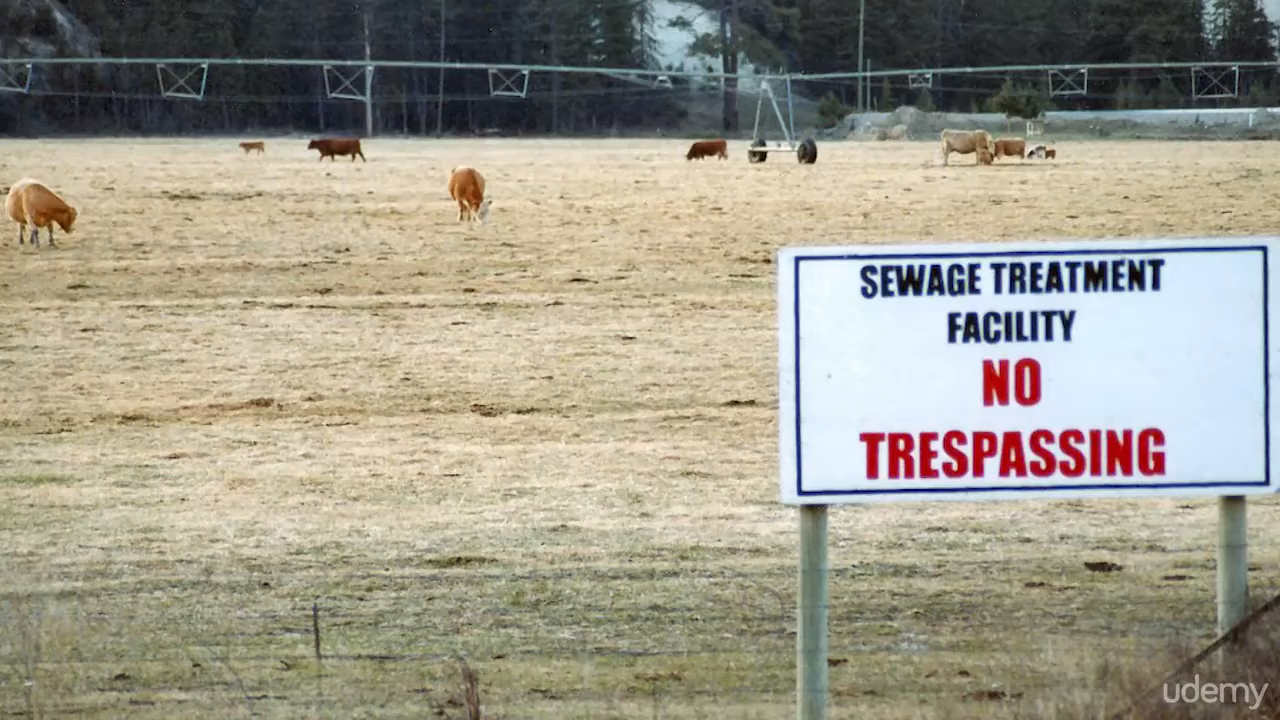 SEWAGE TREATMENT
FACILITY
NO
TRESPASSING
udemy